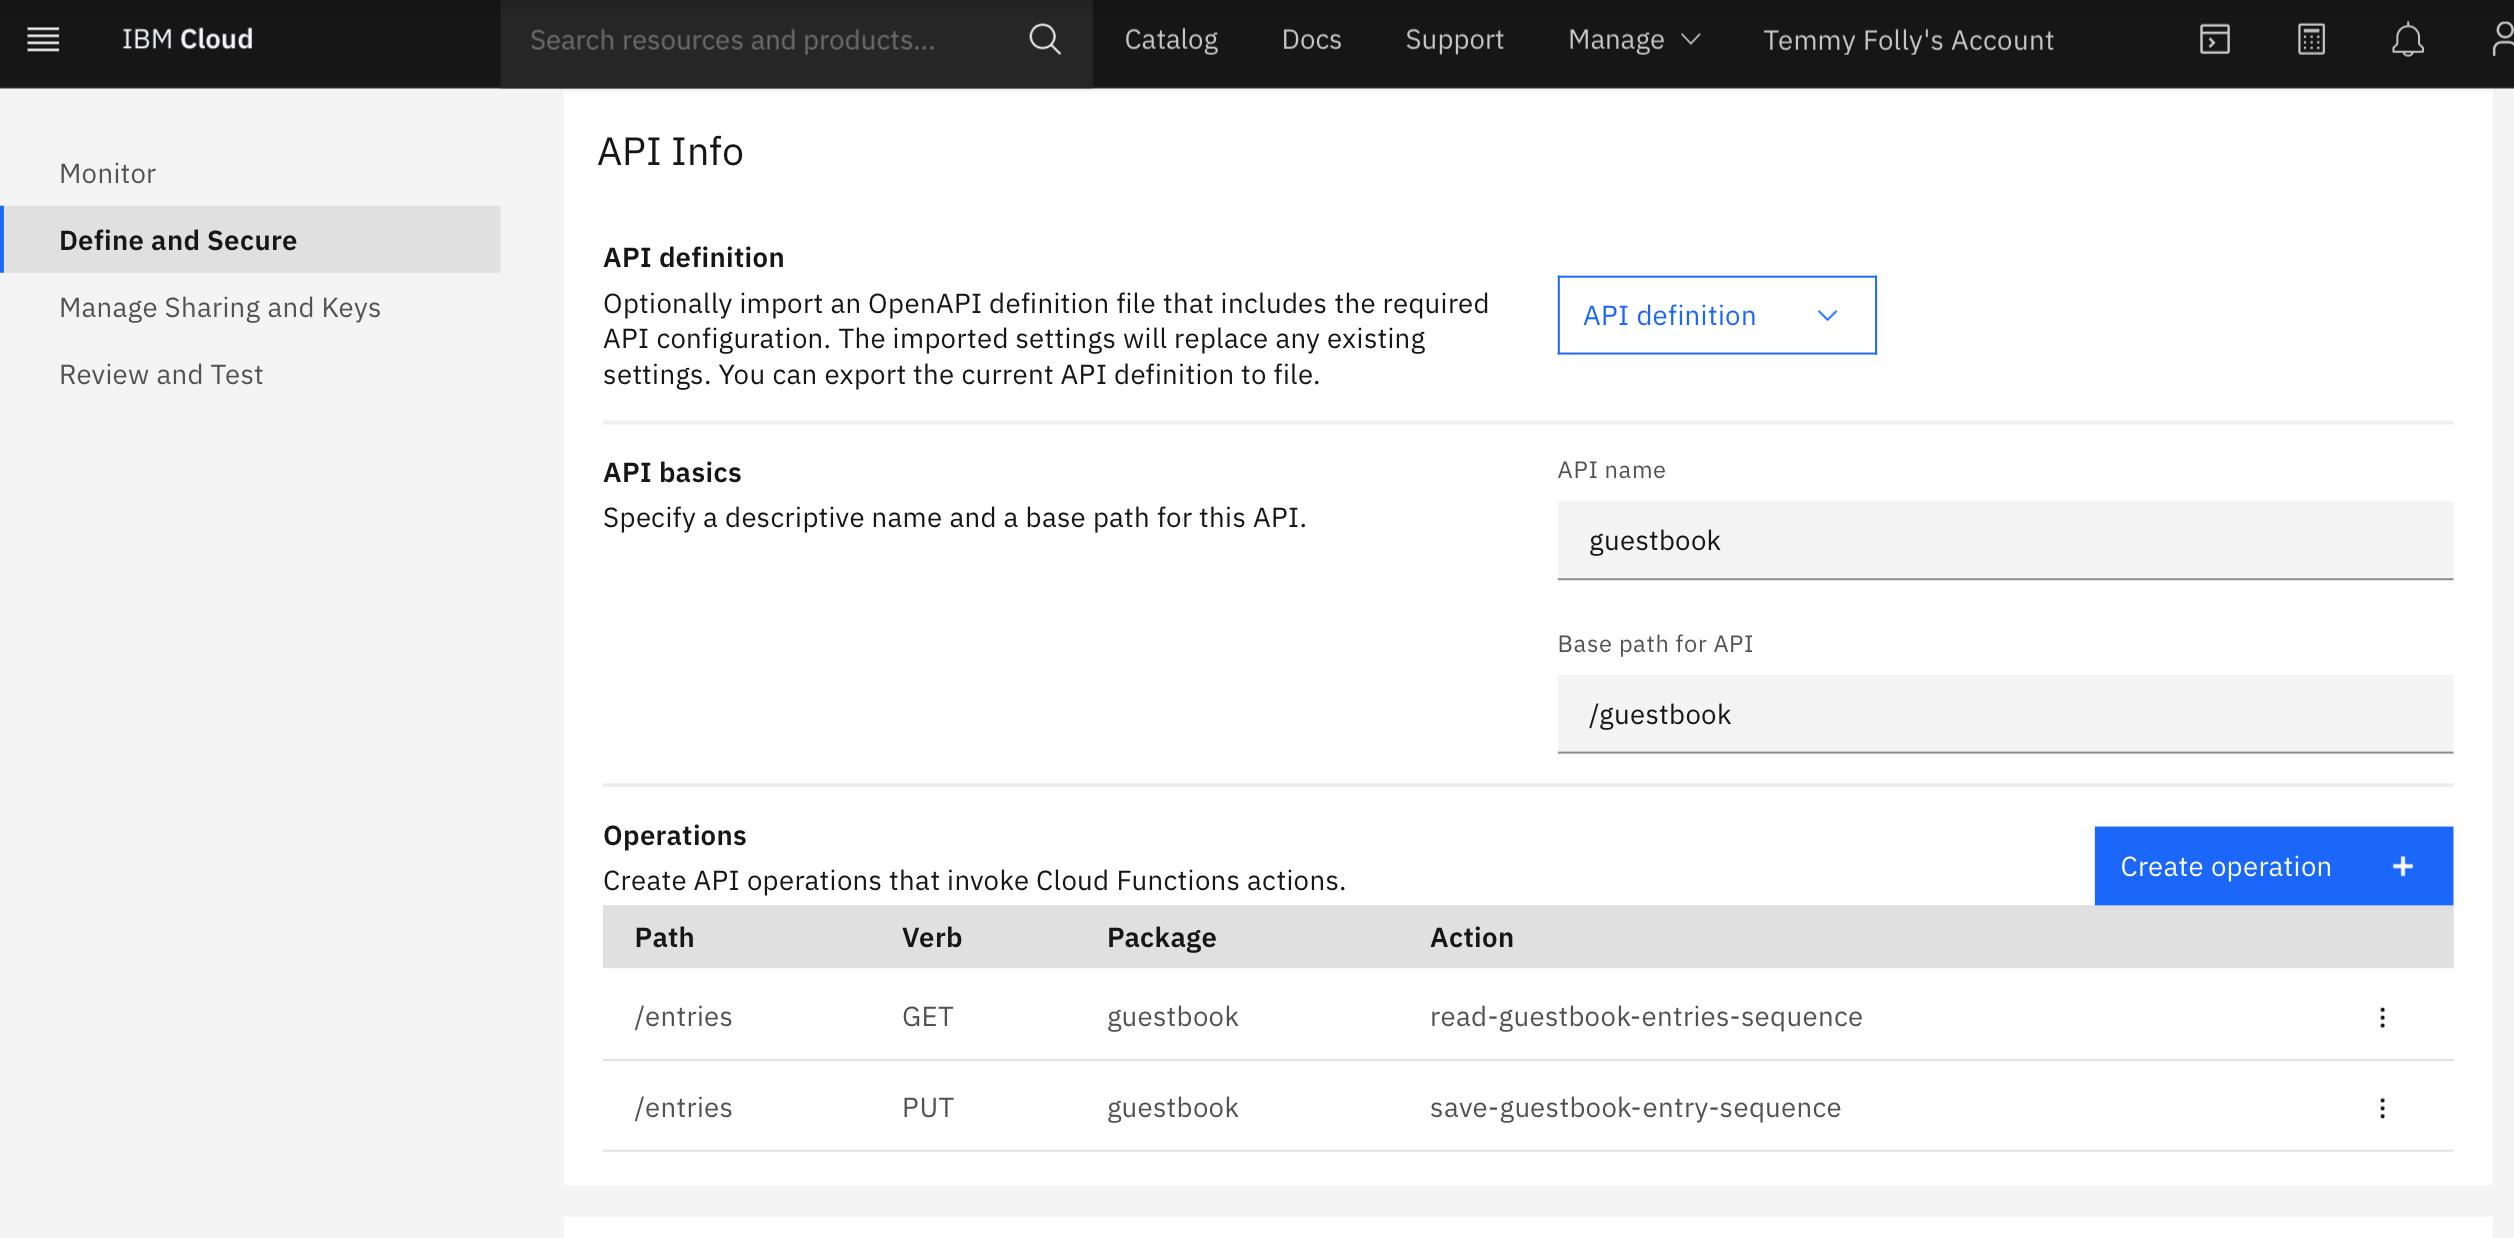 IBM Cloud
Search resources and products...
Catalog
Docs
Support
Manage
Temmy Folly's Account
Monitor
Define and Secure
Manage Sharing and Keys
Review and Test
API Info
API definition
Optionally import an OpenAPI definition file that includes the required
API configuration. The imported settings will replace any existing
settings. You can export the current API definition to file.
API definition
API basics
Specify a descriptive name and a base path for this API.
API name
guestbook
Base path for API
/guestbook
Operations
Create API operations that invoke Cloud Functions actions.
Create operation
Path Verb Package Action
/entries GET guestbook read-guestbook-entries-sequence
/entries PUT guestbook save-guestbook-entry-sequence